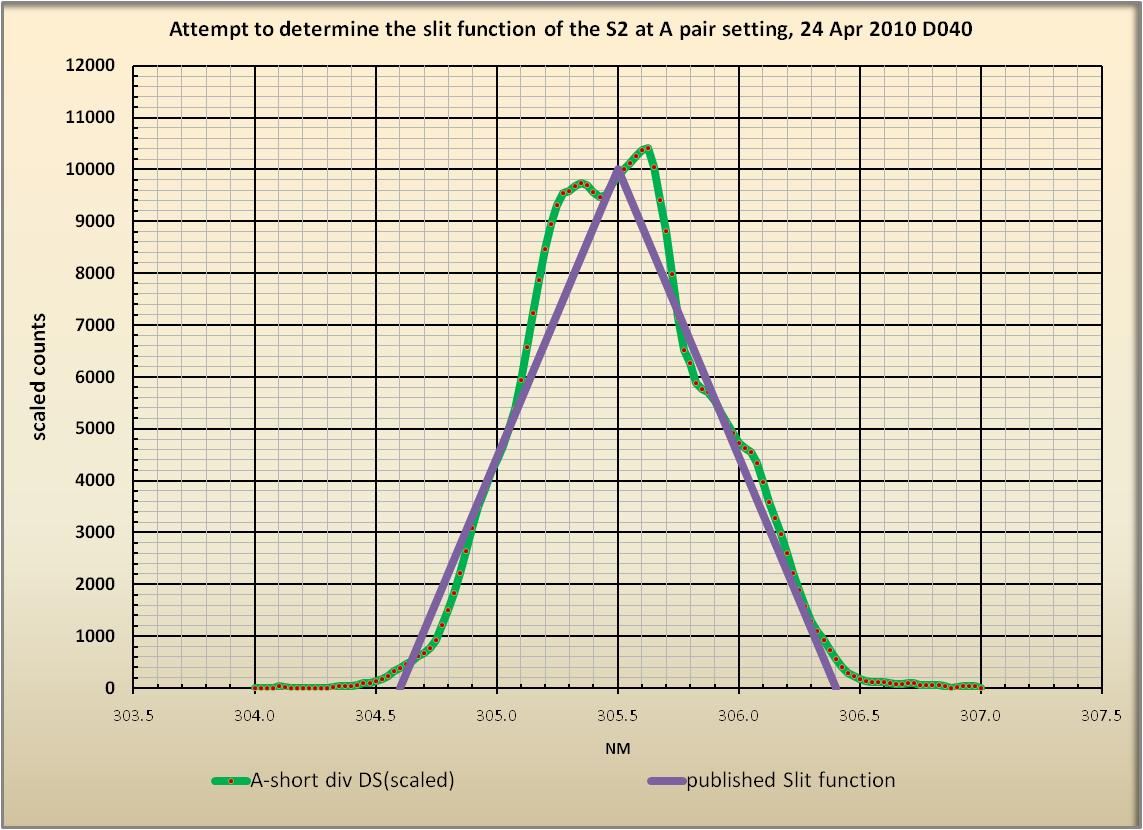 Attempt to determine the slit function of the S2 at A pair setting, 24 Apr 2010 D040
12000
11000
10000
9000
8000
7000
6000
5000
4000
3000
2000
1000
0
scaled counts
303.5 304.0 304.5 305.0 305.5 306.0 306.5 307.0 307.5
NM
A-short div DS(scaled) published Slit function